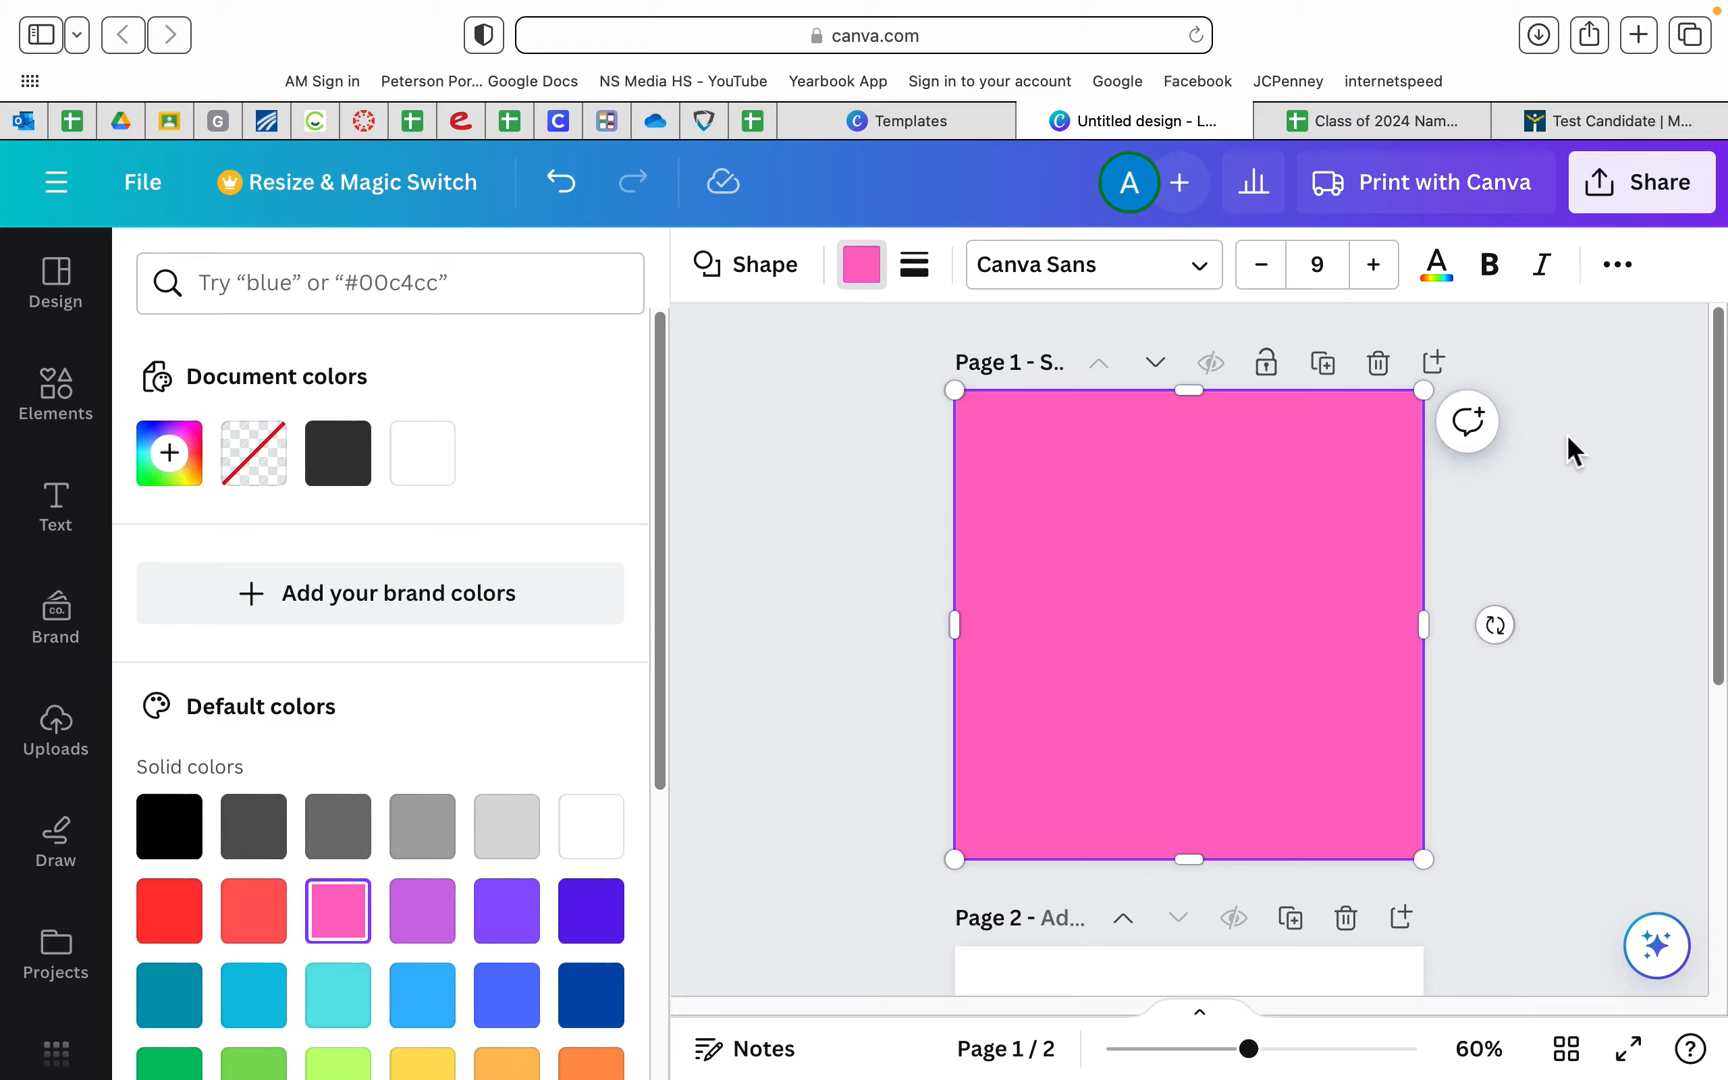 canva.com
AM Sign in
Peterson Por... Google Docs
NS Media HS - YouTube
Yearbook App
Sign in to your account
Google
Facebook
JCPenney
internetspeed
Templates
Untitled design - L...
Class of 2024 Nam...
Test Candidate | M...
File
Resize & Magic Switch
A
Print with Canva
Share
Design
Elements
Text
CO.
Brand
Uploads
Draw
Projects
Try “blue” or “#00c4cc”
Document colors
Add your brand colors
Default colors
Solid colors
Shape
Canva Sans
9
A
B
I
Page 1 - S..
Page 2 - Ad...
Notes
Page 1 / 2
60%